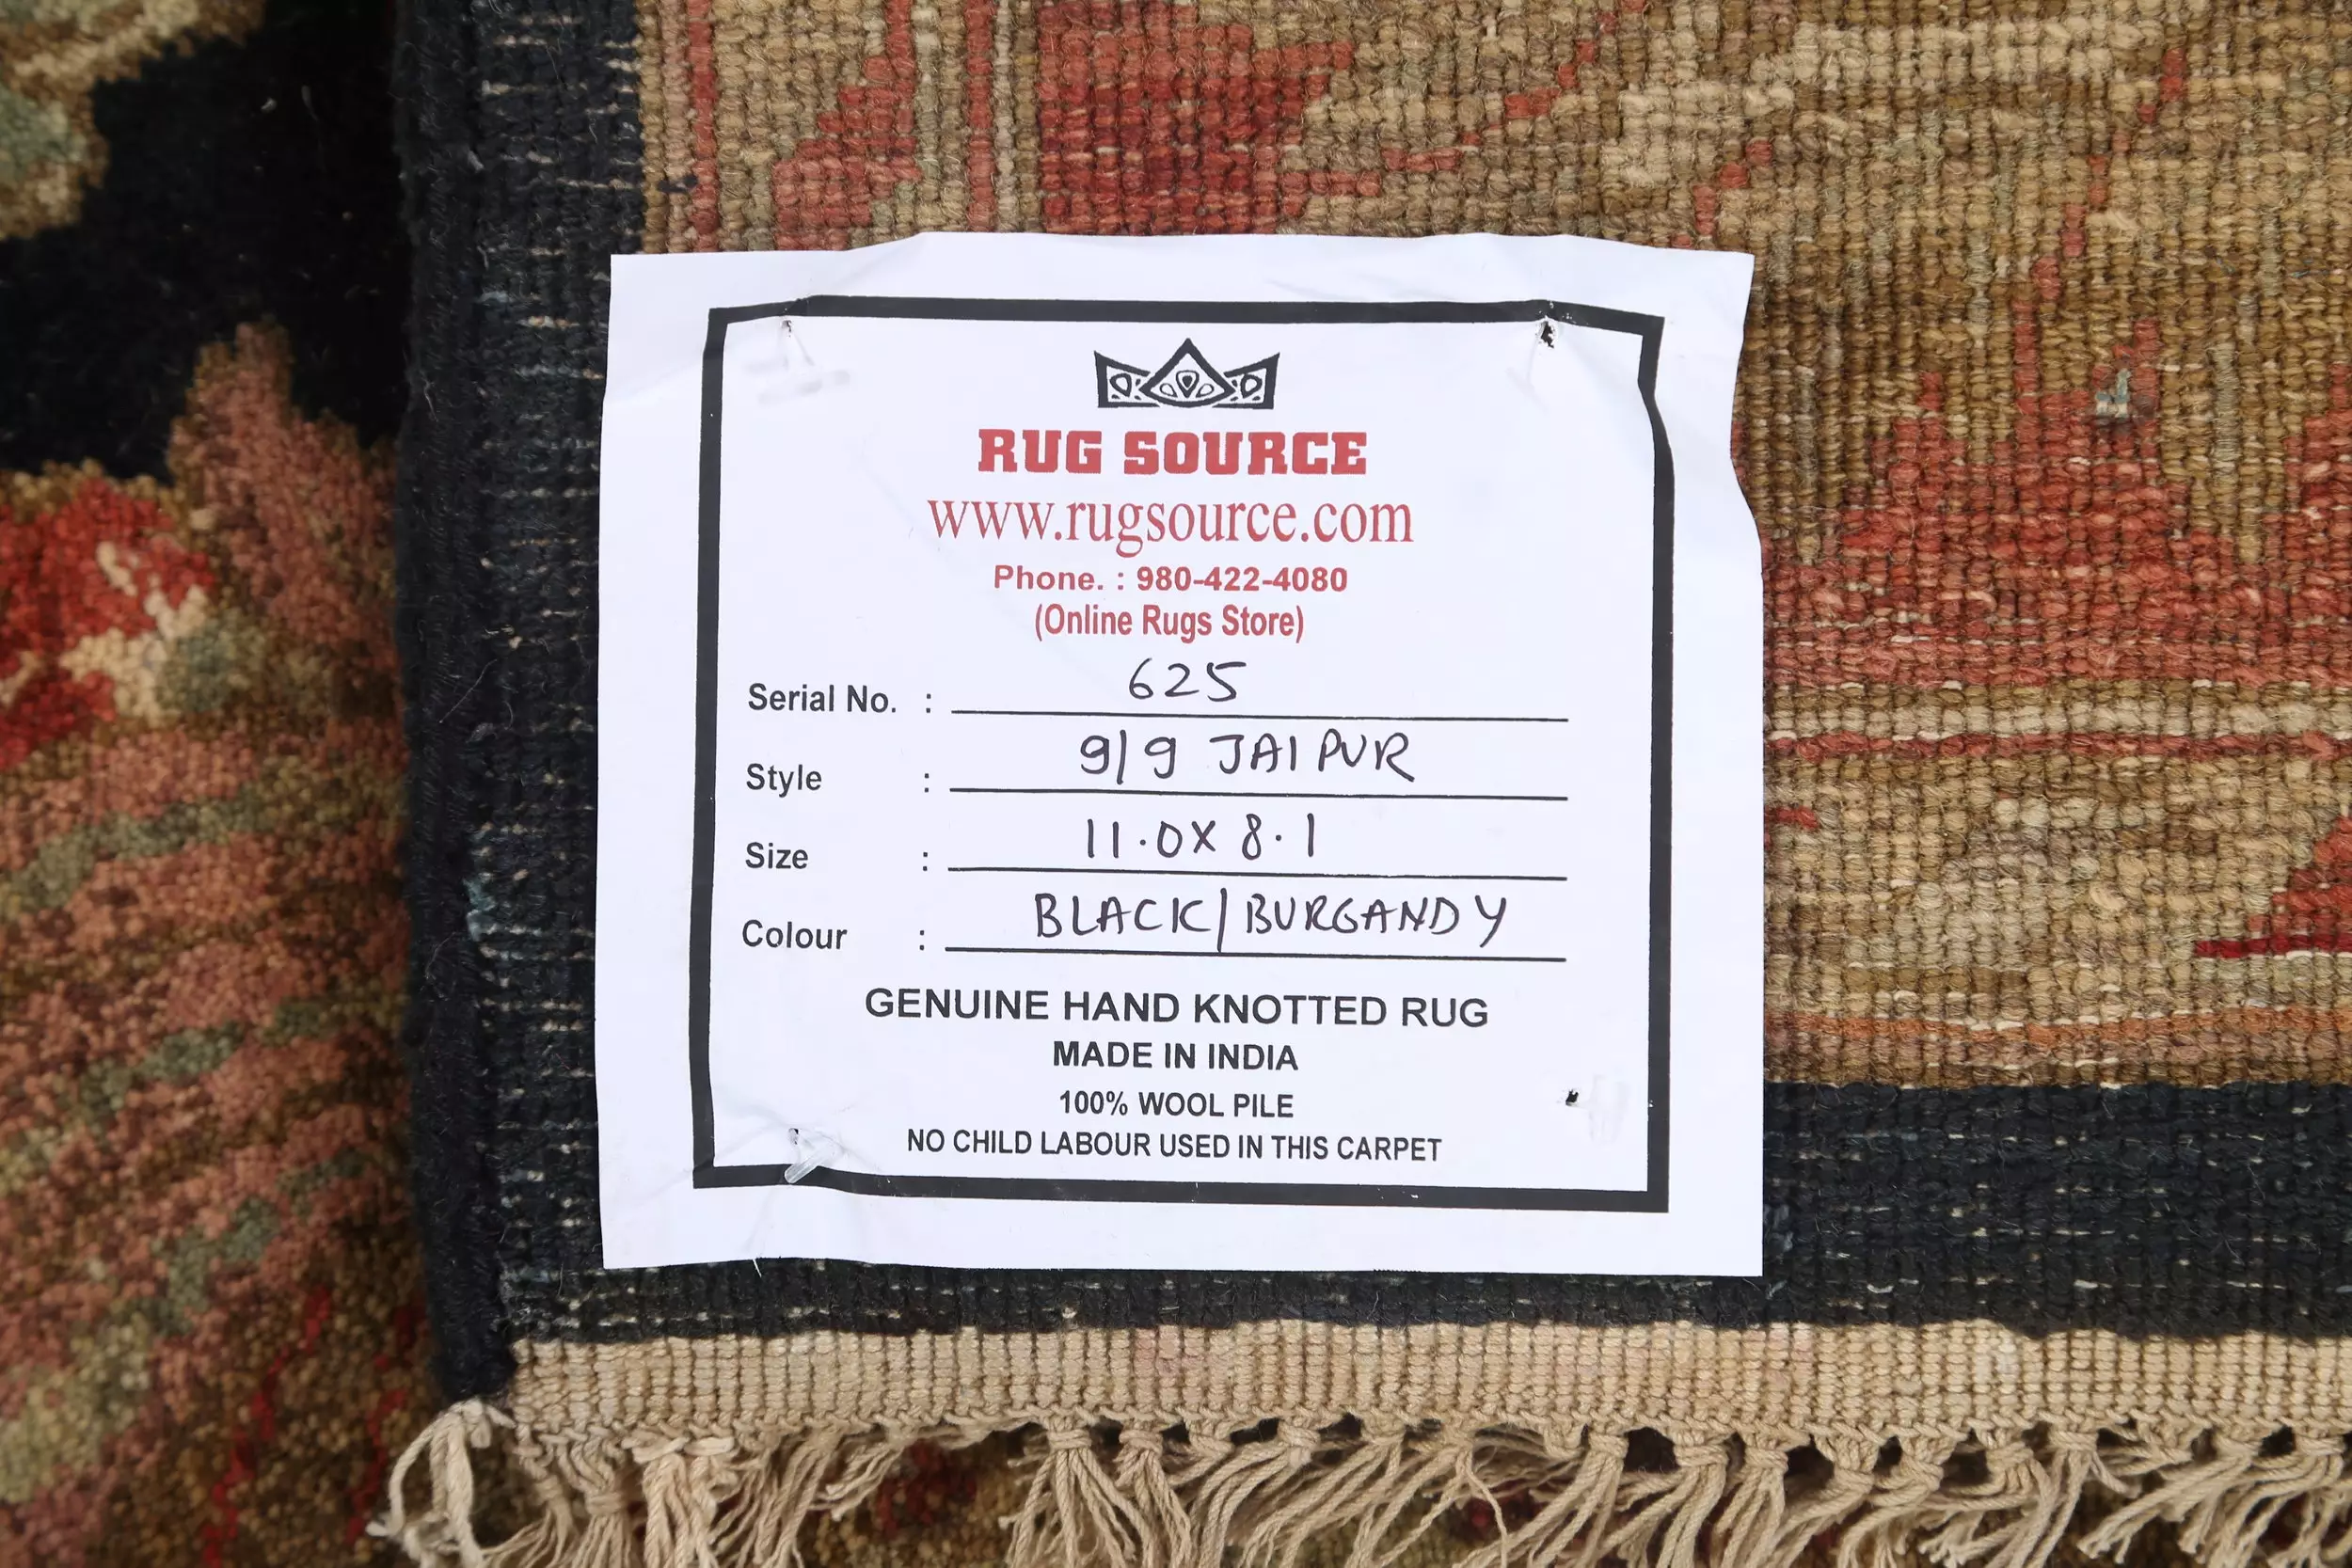 RUG SOURCE
www.rugsource.com
Phone. : 980-422-4080
(Online Rugs Store)
Serial No. : 625
Style : 9/9 JAIPUR
Size : 11.0X 8.1
Colour : BLACK/BURGANDY
GENUINE HAND KNOTTED RUG
MADE IN INDIA
100% WOOL PILE
NO CHILD LABOUR USED IN THIS CARPET